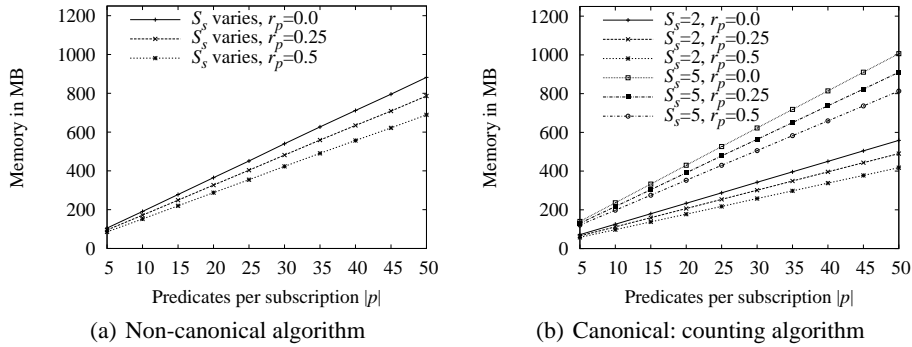 1200
1000
800
600
400
200
0
Memory in MB
S_s varies, r_p=0.0
S_s varies, r_p=0.25
S_s varies, r_p=0.5
5 10 15 20 25 30 35 40 45 50
Predicates per subscription |p|
(a) Non-canonical algorithm
1200
1000
800
600
400
200
0
Memory in MB
S_s=2, r_p=0.0
S_s=2, r_p=0.25
S_s=2, r_p=0.5
S_s=5, r_p=0.0
S_s=5, r_p=0.25
S_s=5, r_p=0.5
5 10 15 20 25 30 35 40 45 50
Predicates per subscription |p|
(b) Canonical: counting algorithm